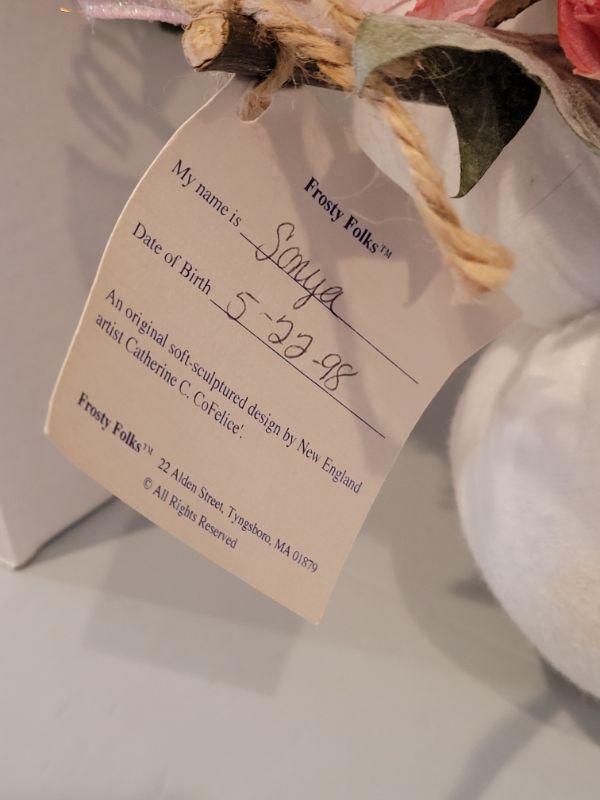 Frosty Folks™
My name is Sonya
Date of Birth 5-22-98
An original soft-sculptured design by New England
artist Catherine C. CoFelice'.
Frosty Folks™ 22 Alden Street, Tyngsboro, MA 01879
© All Rights Reserved